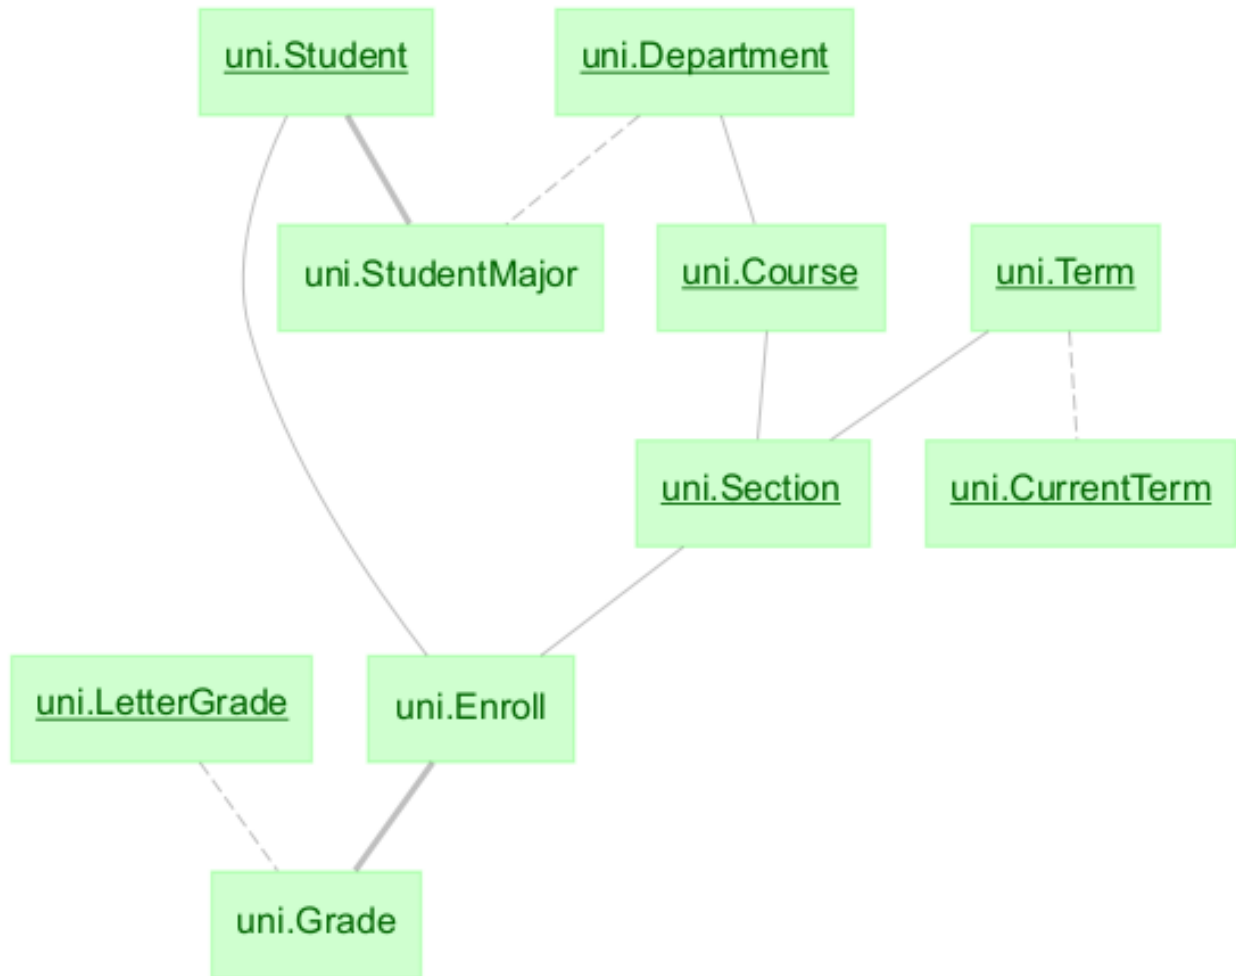 uni.Student
uni.Department
uni.StudentMajor
uni.Course
uni.Term
uni.Section
uni.CurrentTerm
uni.LetterGrade
uni.Enroll
uni.Grade